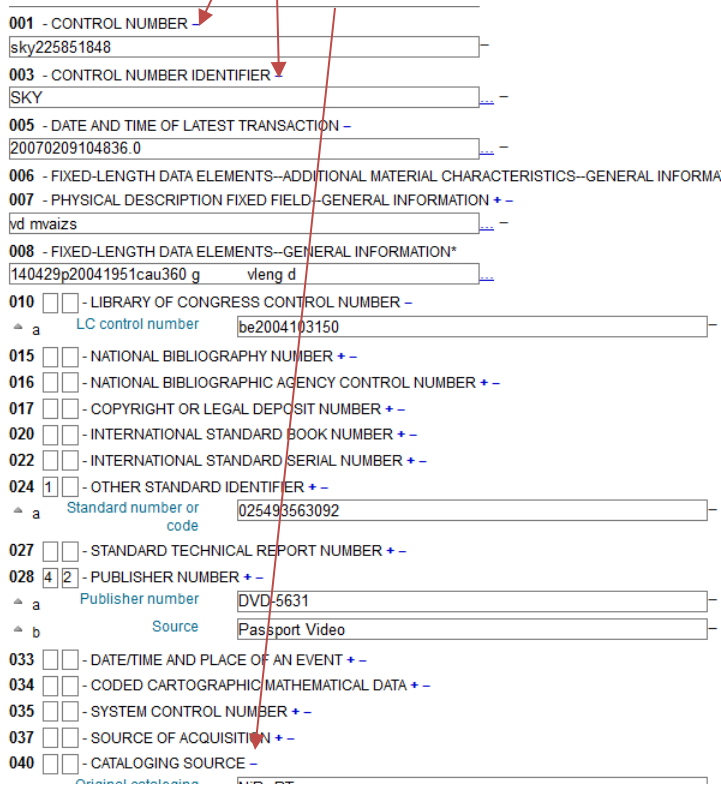 001 - CONTROL NUMBER –
sky225851848 –
003 - CONTROL NUMBER IDENTIFIER –
SKY ... –
005 - DATE AND TIME OF LATEST TRANSACTION –
20070209104836.0 ... –
006 - FIXED-LENGTH DATA ELEMENTS--ADDITIONAL MATERIAL CHARACTERISTICS--GENERAL INFORMA
007 - PHYSICAL DESCRIPTION FIXED FIELD--GENERAL INFORMATION + –
vd mvaizs ... –
008 - FIXED-LENGTH DATA ELEMENTS--GENERAL INFORMATION*
140429p20041951cau360 g vleng d ...
010 - LIBRARY OF CONGRESS CONTROL NUMBER –
a LC control number be2004103150 –
015 - NATIONAL BIBLIOGRAPHY NUMBER + –
016 - NATIONAL BIBLIOGRAPHIC AGENCY CONTROL NUMBER + –
017 - COPYRIGHT OR LEGAL DEPOSIT NUMBER + –
020 - INTERNATIONAL STANDARD BOOK NUMBER + –
022 - INTERNATIONAL STANDARD SERIAL NUMBER + –
024 1 - OTHER STANDARD IDENTIFIER + –
a Standard number or code 025493563092 –
027 - STANDARD TECHNICAL REPORT NUMBER + –
028 4 2 - PUBLISHER NUMBER + –
a Publisher number DVD-5631 –
b Source Passport Video –
033 - DATE/TIME AND PLACE OF AN EVENT + –
034 - CODED CARTOGRAPHIC MATHEMATICAL DATA + –
035 - SYSTEM CONTROL NUMBER + –
037 - SOURCE OF ACQUISITION + –
040 - CATALOGING SOURCE –
Original cataloging